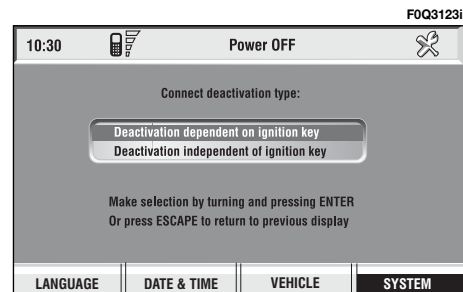 F0Q3123i
10:30 Power OFF
Connect deactivation type:
Deactivation dependent on ignition key
Deactivation independent of ignition key
Make selection by turning and pressing ENTER
Or press ESCAPE to return to previous display
LANGUAGE DATE & TIME VEHICLE SYSTEM